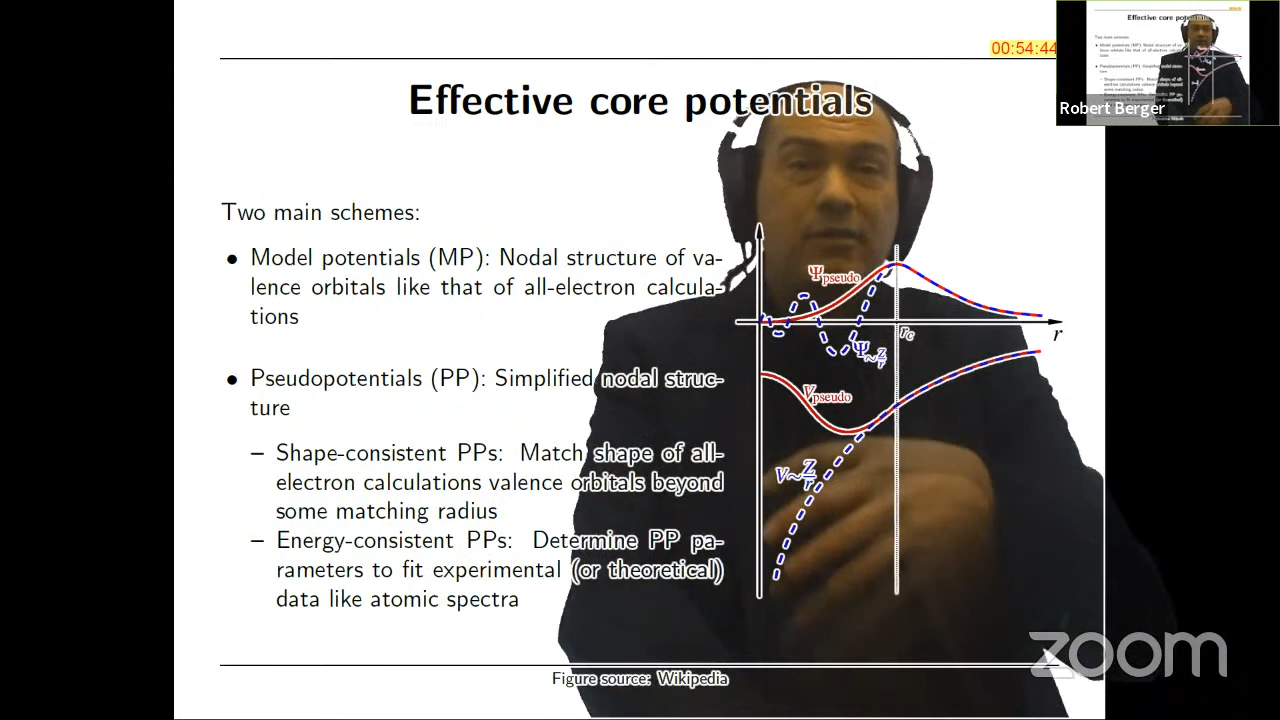 00:54:44
Effective core potentials
Robert Berger
Two main schemes:
• Model potentials (MP): Nodal structure of va-
lence orbitals like that of all-electron calcula-
tions
• Pseudopotentials (PP): Simplified nodal struc-
ture
– Shape-consistent PPs: Match shape of all-
electron calculations valence orbitals beyond
some matching radius
– Energy-consistent PPs: Determine PP pa-
rameters to fit experimental (or theoretical)
data like atomic spectra
Ψpseudo
r
rc
Ψ~Z/r
Vpseudo
V~Z/r
Figure source: Wikipedia
zoom